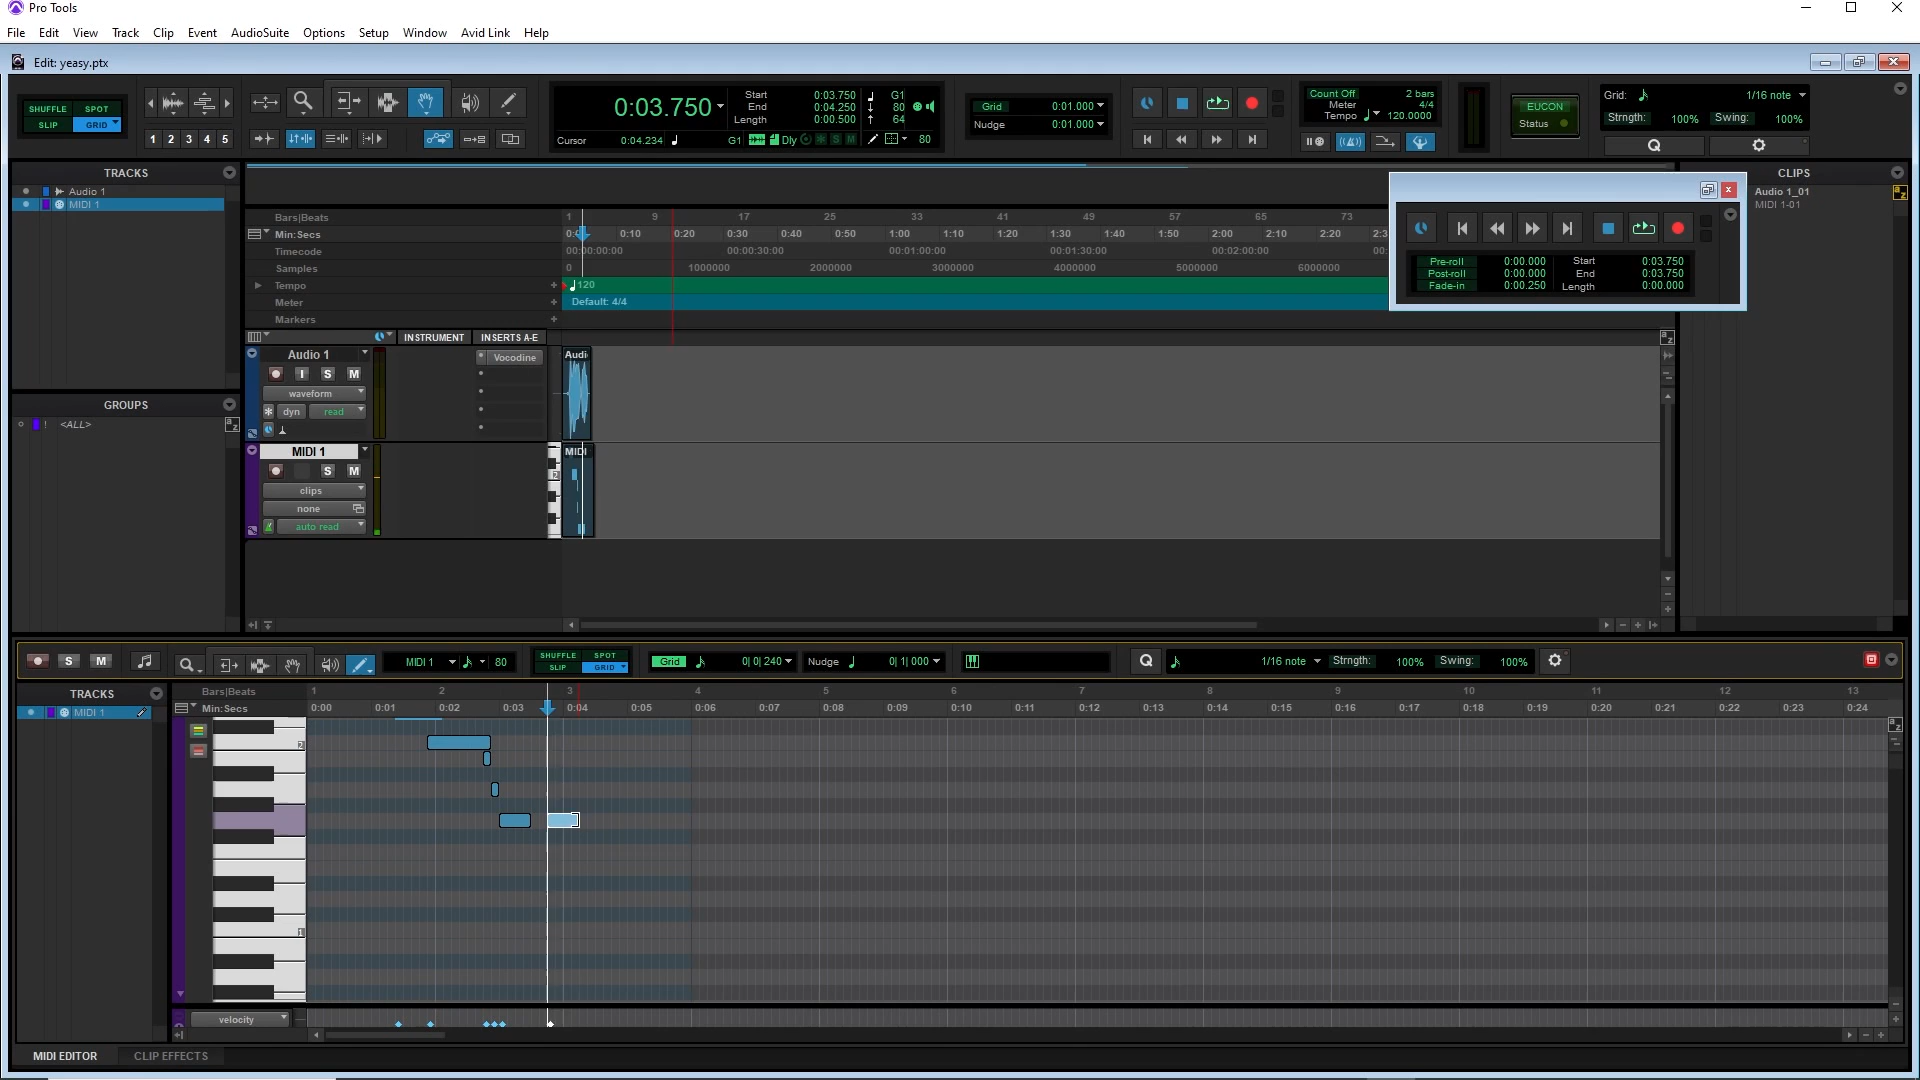 Pro Tools
File Edit View Track Clip Event AudioSuite Options Setup Window Avid Link Help
Edit: yeasy.ptx
SHUFFLE SPOT
SLIP GRID
1 2 3 4 5
0:03.750
Start 0:03.750 G1
End 0:04.250 80
Length 0:00.500 64
Cursor 0:04.234 G1 Dly S M 80
Grid 0:01.000
Nudge 0:01.000
Count Off 2 bars
Meter 4/4
Tempo 120.0000
EUCON
Status
Grid: 1/16 note
Strngth: 100% Swing: 100%
Q
TRACKS
Audio 1
MIDI 1
GROUPS
! <ALL>
Bars|Beats 1 9 17 25 33 41 49 57 65 73
Min:Secs 0:10 0:20 0:30 0:40 0:50 1:00 1:10 1:20 1:30 1:40 1:50 2:00 2:10 2:20
Timecode 00:00:00:00 00:00:30:00 00:01:00:00 00:01:30:00 00:02:00:00
Samples 0 1000000 2000000 3000000 4000000 5000000 6000000
Tempo 120
Meter Default: 4/4
Markers
INSTRUMENT INSERTS A-E
Audio 1
I S M
waveform
dyn read
Vocodine
Audi
MIDI 1
S M
clips
none
auto read
2
MIDI
Pre-roll 0:00.000 Start 0:03.750
Post-roll 0:00.000 End 0:03.750
Fade-in 0:00.250 Length 0:00.000
CLIPS
Audio 1_01
MIDI 1-01
S M
MIDI 1 80
SHUFFLE SPOT
SLIP GRID
Grid 0| 0| 240 Nudge 0| 1| 000
Q 1/16 note Strngth: 100% Swing: 100%
TRACKS
MIDI 1
Bars|Beats 1 2 3 4 5 6 7 8 9 10 11 12 13
Min:Secs 0:00 0:01 0:02 0:03 0:04 0:05 0:06 0:07 0:08 0:09 0:10 0:11 0:12 0:13 0:14 0:15 0:16 0:17 0:18 0:19 0:20 0:21 0:22 0:23 0:24
2
1
velocity
MIDI EDITOR CLIP EFFECTS